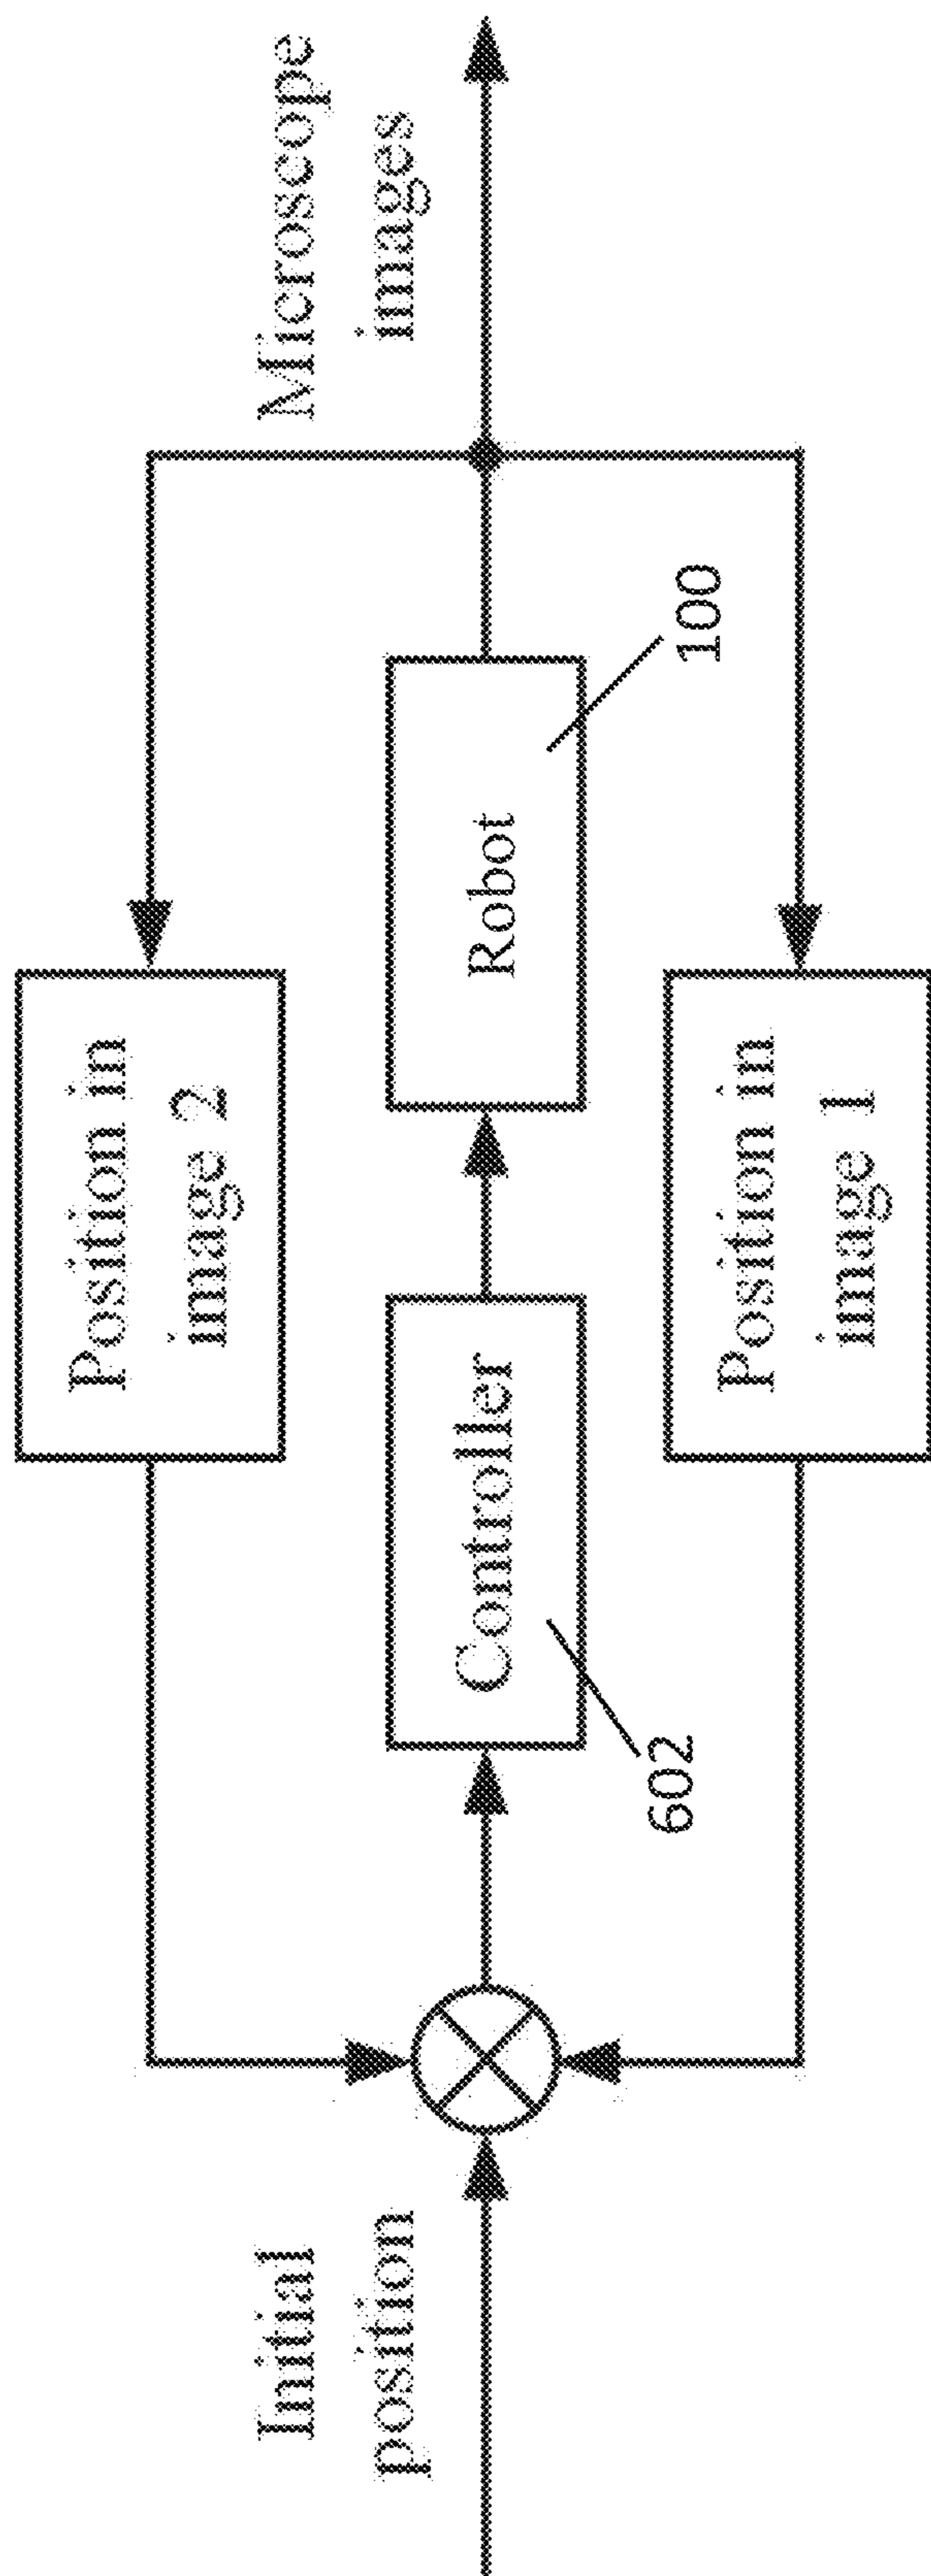 Position in
image 2
Initial
position
Microscope
images
Controller
Robot
602
100
Position in
image 1